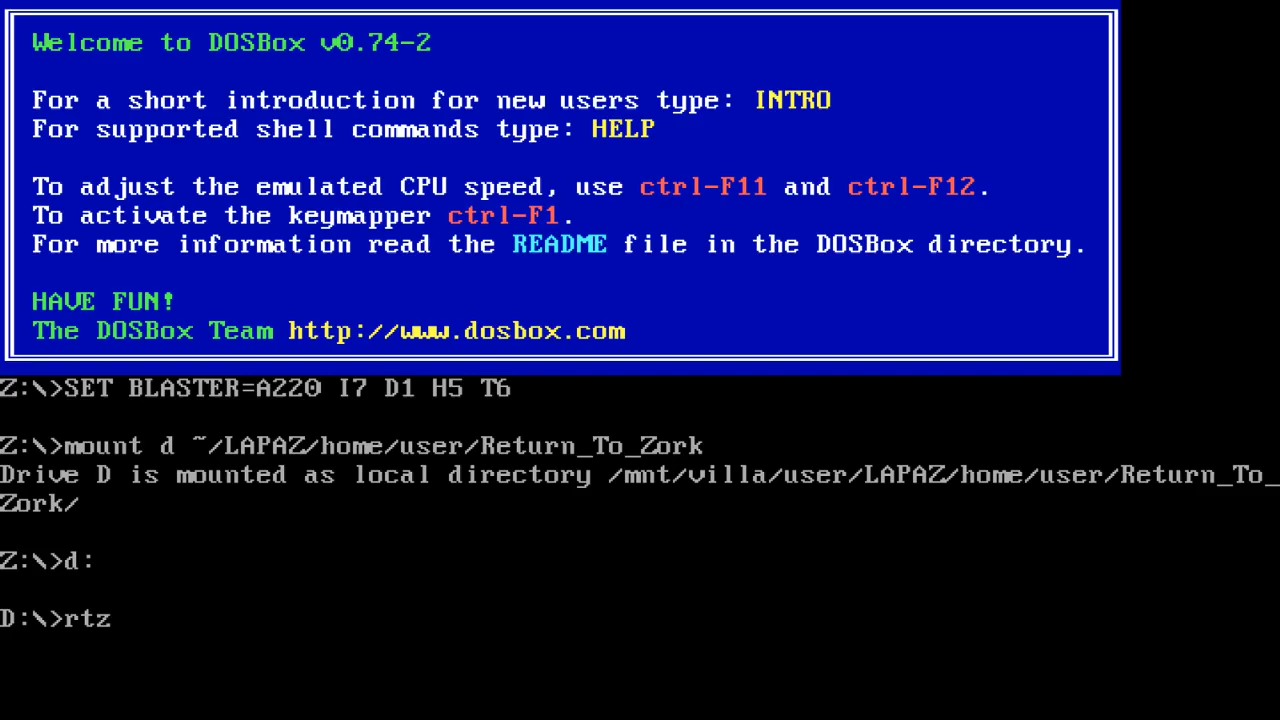 Welcome to DOSBox v0.74-2
For a short introduction for new users type: INTRO
For supported shell commands type: HELP
To adjust the emulated CPU speed, use ctrl-F11 and ctrl-F12.
To activate the keymapper ctrl-F1.
For more information read the README file in the DOSBox directory.
HAVE FUN!
The DOSBox Team http://www.dosbox.com
Z:\>SET BLASTER=A220 I7 D1 H5 T6
Z:\>mount d ~/LAPAZ/home/user/Return_To_Zork
Drive D is mounted as local directory /mnt/villa/user/LAPAZ/home/user/Return_To_
Zork/
Z:\>d:
D:\>rtz